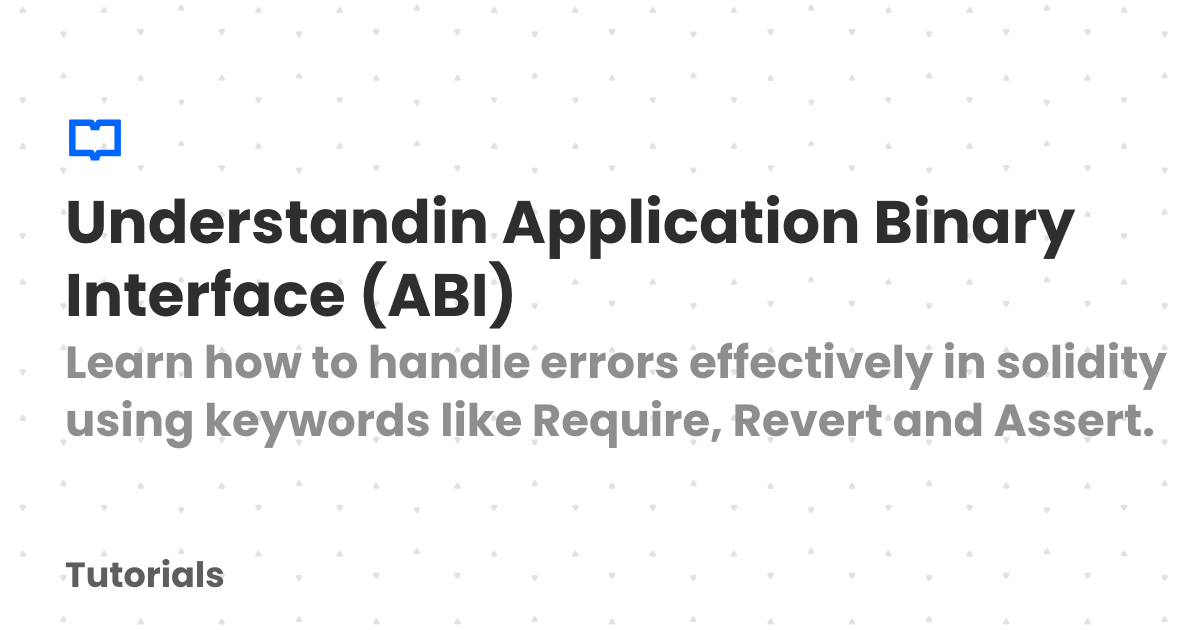 Understandin Application Binary
Interface (ABI)
Learn how to handle errors effectively in solidity
using keywords like Require, Revert and Assert.
Tutorials